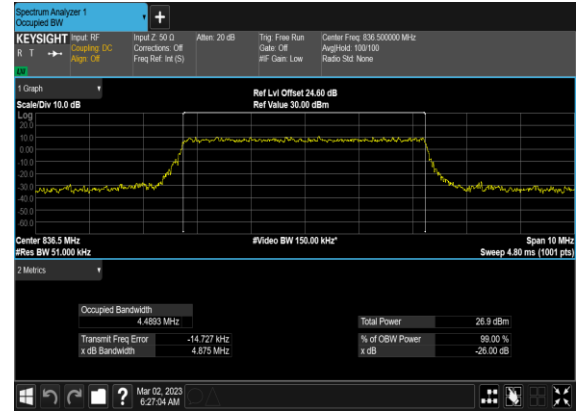 Spectrum Analyzer 1
Occupied BW
+
KEYSIGHT Input: RF Input Z: 50 Ω Atten: 20 dB Trig: Free Run Center Freq: 836.500000 MHz
R T Coupling: DC Corrections: Off Gate: Off Avg|Hold: 100/100
Align: Off Freq Ref: Int (S) #IF Gain: Low Radio Std: None
LV
1 Graph
Ref Lvl Offset 24.60 dB
Scale/Div 10.0 dB Ref Value 30.00 dBm
Log
20.0
10.0
0.00
-10.0
-20.0
-30.0
-40.0
-50.0
-60.0
Center 836.5 MHz #Video BW 150.00 kHz* Span 10 MHz
#Res BW 51.000 kHz Sweep 4.80 ms (1001 pts)
2 Metrics
Occupied Bandwidth
4.4893 MHz Total Power 26.9 dBm
Transmit Freq Error -14.727 kHz % of OBW Power 99.00 %
x dB Bandwidth 4.875 MHz x dB -26.00 dB
? Mar 02, 2023
6:27:04 AM